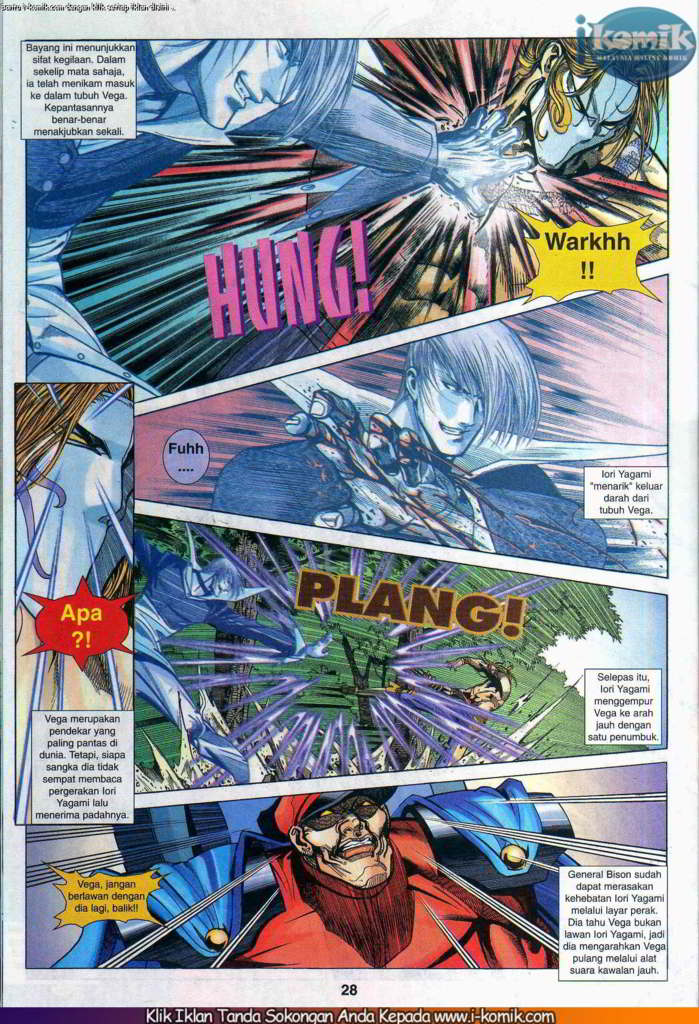 ikomik
MALAYSIA ONLINE KOMIK
Bayang ini menunjukkan
sifat kegilaan. Dalam
sekelip mata sahaja,
ia telah menikam masuk
ke dalam tubuh Vega.
Kepantasannya
benar-benar
menakjubkan sekali.
Warkhh
!!
HUNG!
Fuhh
....
Iori Yagami
"menarik" keluar
darah dari
tubuh Vega.
Apa
?!
PLANG!
Selepas itu,
Iori Yagami
menggempur
Vega ke arah
jauh dengan
satu penumbuk.
Vega merupakan
pendekar yang
paling pantas di
dunia. Tetapi, siapa
sangka dia tidak
sempat membaca
pergerakan Iori
Yagami lalu
menerima padahnya.
Vega, jangan
berlawan dengan
dia lagi, balik!!
General Bison sudah
dapat merasakan
kehebatan Iori Yagami
melalui layar perak.
Dia tahu Vega bukan
lawan Iori Yagami, jadi
dia mengarahkan Vega
pulang melalui alat
suara kawalan jauh.
28
Klik Iklan Tanda Sokongan Anda Kepada www.i-komik.com